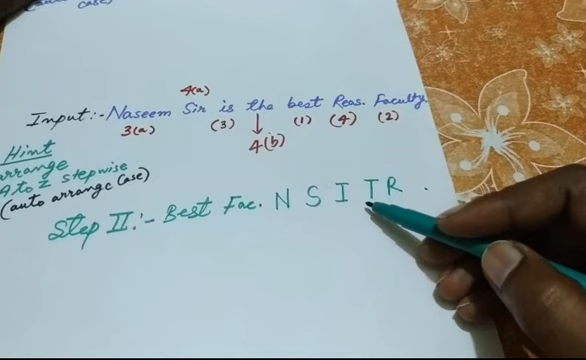 case)
4(a)
Input:- Naseem Sir is the best Reas. Faculty.
3(a) (3) (1) (4) (2)
4(b)
Hint
arrange
A to Z stepwise
(auto arrange case)
Step II:- Best Fac. N S I T R .